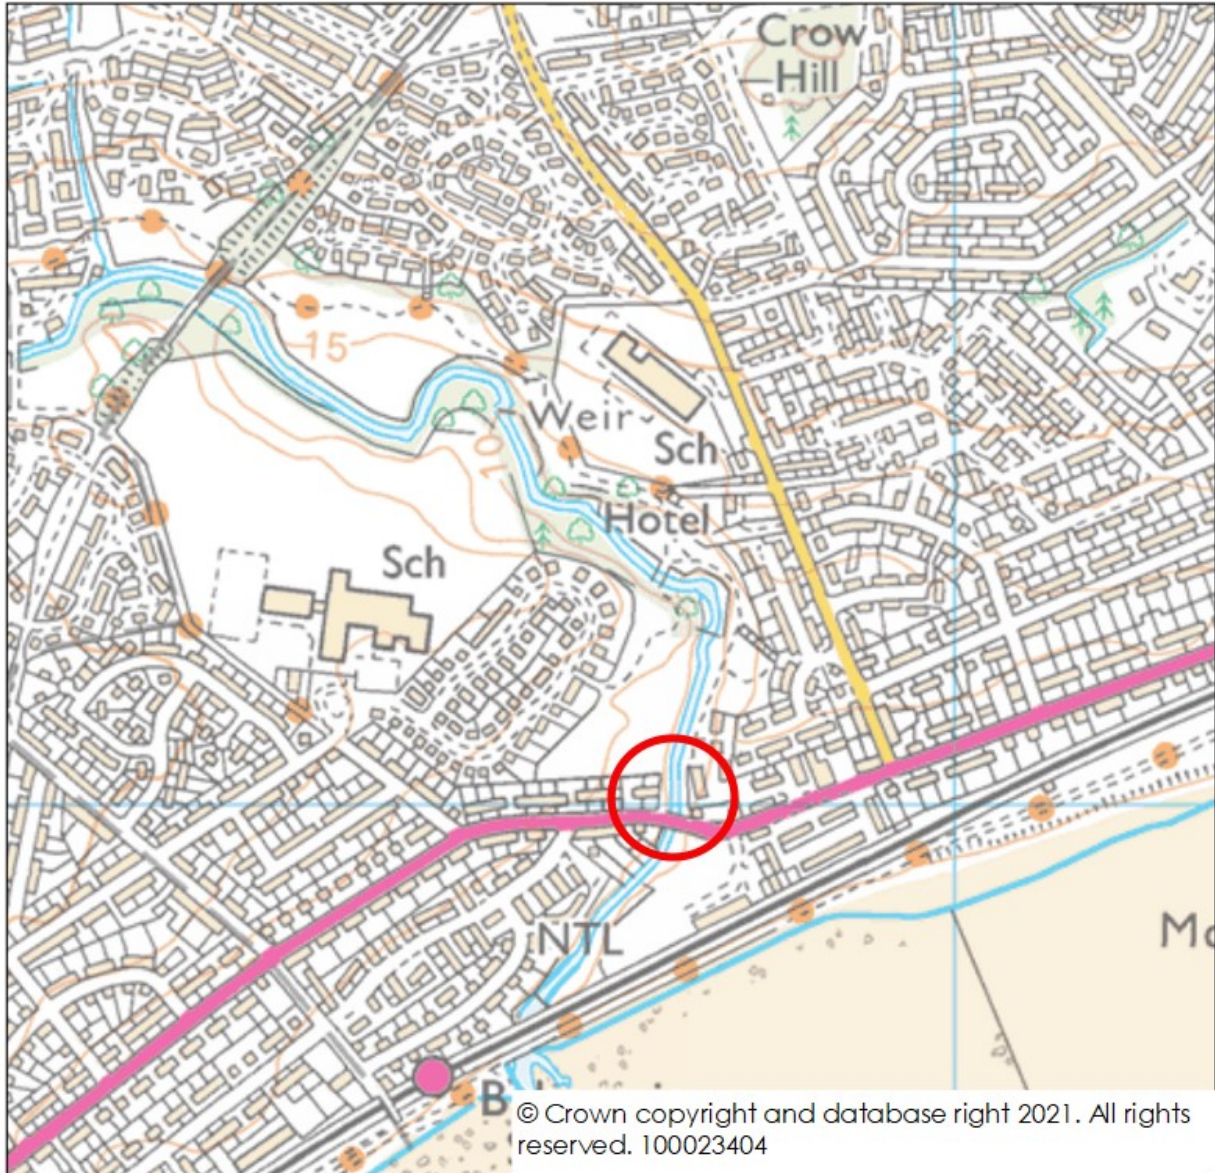 Crow
Hill
15
Weir
10
Sch
Hotel
Sch
NTL
© Crown copyright and database right 2021. All rights
reserved. 100023404